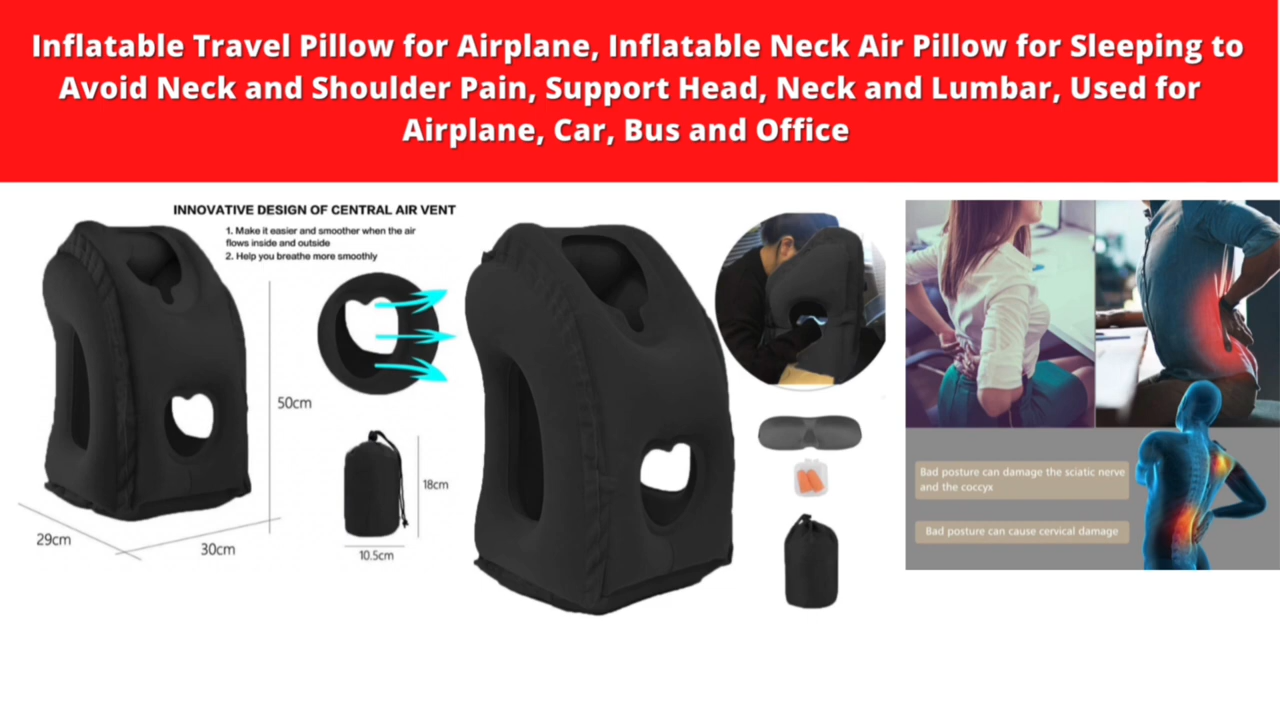 Inflatable Travel Pillow for Airplane, Inflatable Neck Air Pillow for Sleeping to
Avoid Neck and Shoulder Pain, Support Head, Neck and Lumbar, Used for
Airplane, Car, Bus and Office
INNOVATIVE DESIGN OF CENTRAL AIR VENT
1. Make it easier and smoother when the air
flows inside and outside
2. Help you breathe more smoothly
50cm
18cm
29cm
30cm
10.5cm
Bad posture can damage the sciatic nerve
and the coccyx
Bad posture can cause cervical damage